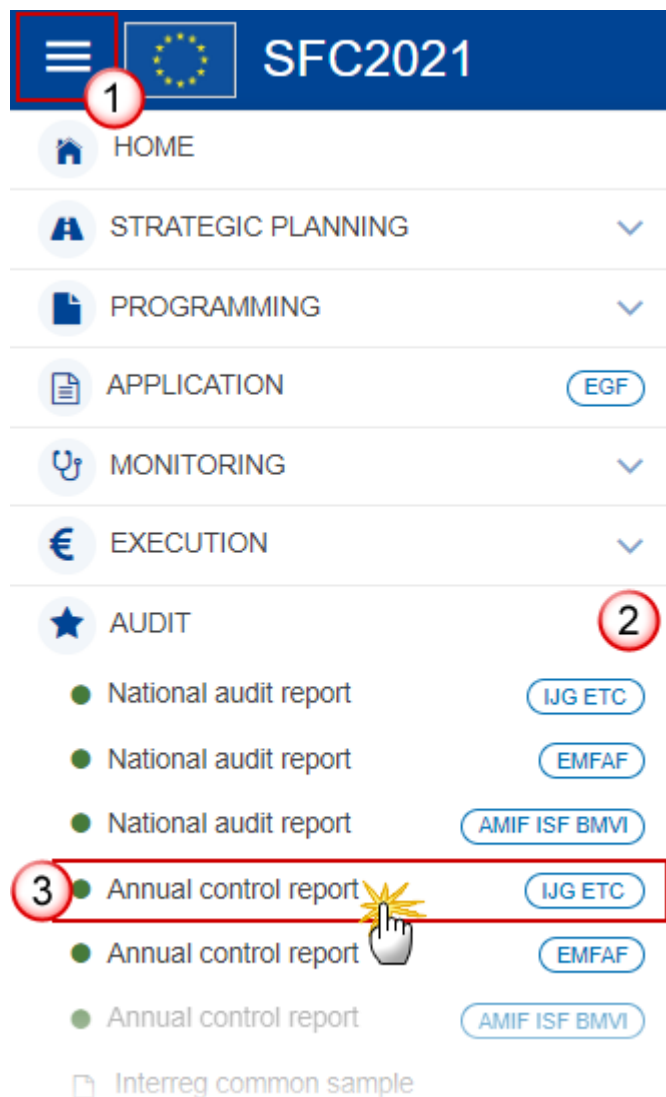 SFC2021
1
HOME
STRATEGIC PLANNING
PROGRAMMING
APPLICATION EGF
MONITORING
€ EXECUTION
AUDIT 2
National audit report IJG ETC
National audit report EMFAF
National audit report AMIF ISF BMVI
3 Annual control report IJG ETC
Annual control report EMFAF
Annual control report AMIF ISF BMVI
Interreg common sample